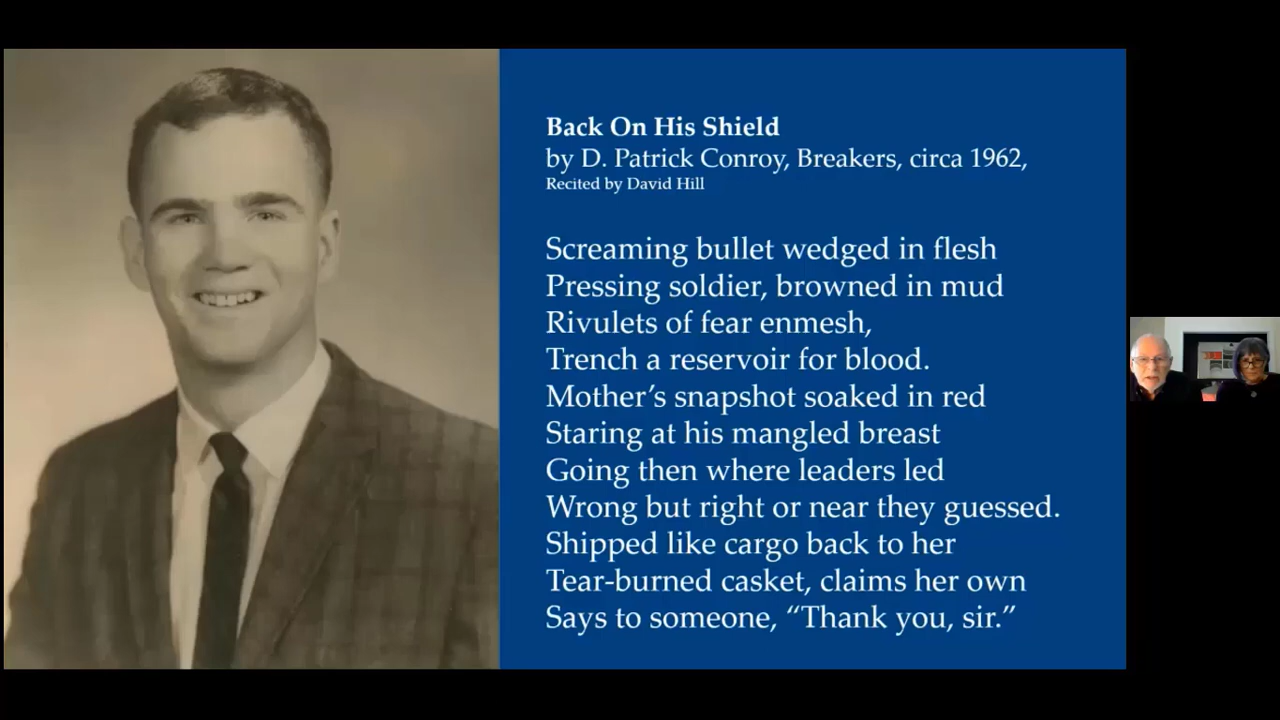 Back On His Shield
by D. Patrick Conroy, Breakers, circa 1962,
Recited by David Hill
Screaming bullet wedged in flesh
Pressing soldier, browned in mud
Rivulets of fear enmesh,
Trench a reservoir for blood.
Mother’s snapshot soaked in red
Staring at his mangled breast
Going then where leaders led
Wrong but right or near they guessed.
Shipped like cargo back to her
Tear-burned casket, claims her own
Says to someone, “Thank you, sir.”